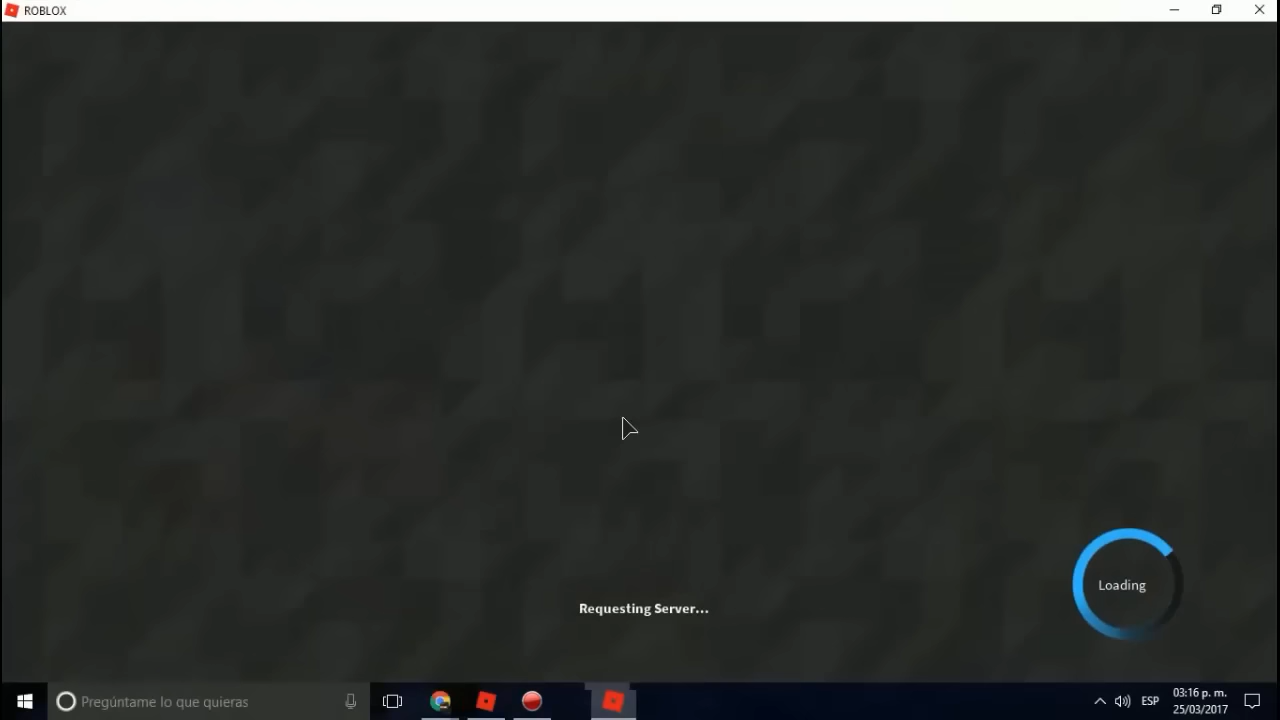 ROBLOX
Requesting Server...
Loading
Pregúntame lo que quieras
ESP
03:16 p. m.
25/03/2017